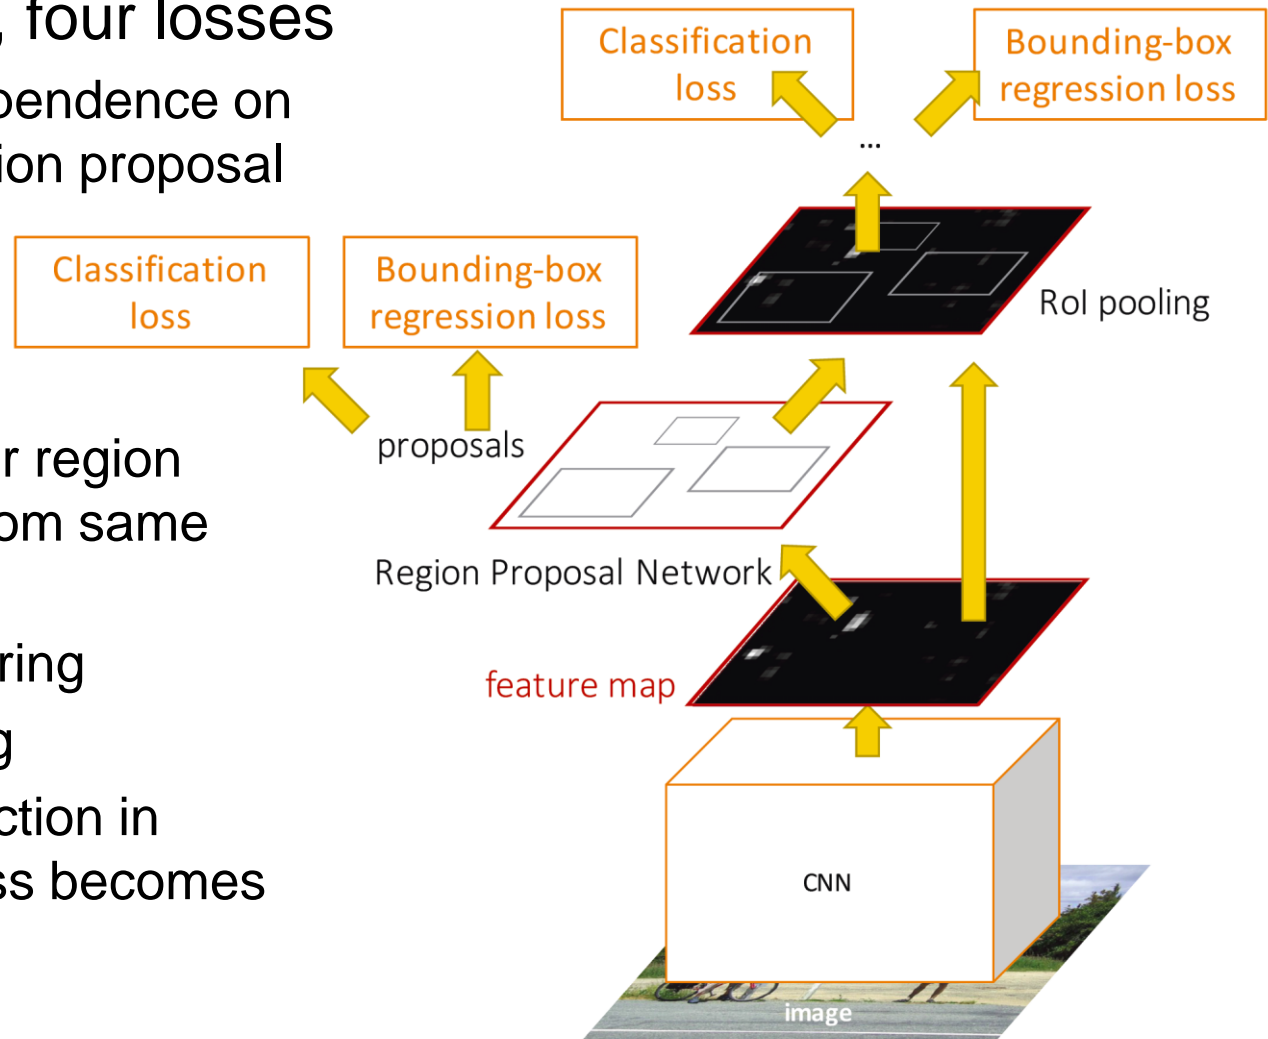 , four losses
pendence on
ion proposal
r region
om same
ring
g
ction in
ss becomes
Classification
loss
Bounding-box
regression loss
...
RoI pooling
Classification
loss
Bounding-box
regression loss
proposals
Region Proposal Network
feature map
CNN
image